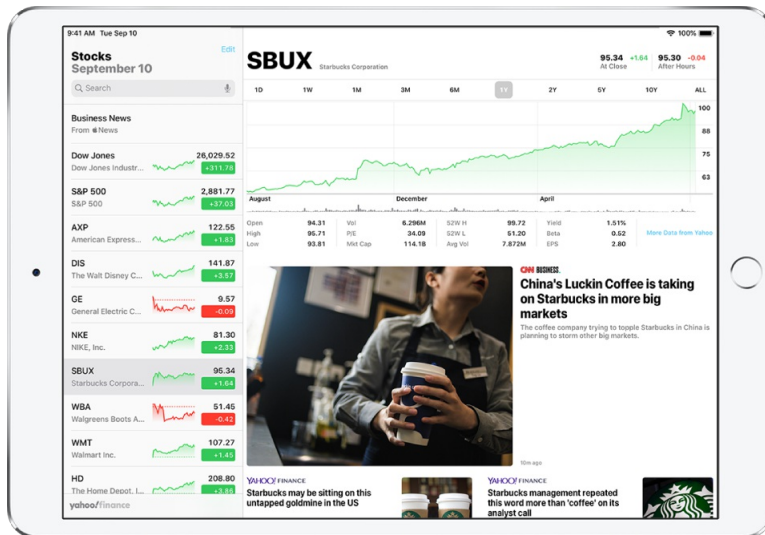 9:41 AM Tue Sep 10
100%
Edit
Stocks
September 10
Search
Business News
From News
Dow Jones 26,029.52
Dow Jones Industr... +311.78
S&P 500 2,881.77
S&P 500 +37.03
AXP 122.55
American Express... +1.83
DIS 141.87
The Walt Disney C... +3.57
GE 9.57
General Electric C... -0.09
NKE 81.30
NIKE, Inc. +2.33
SBUX 95.34
Starbucks Corpora... +1.64
WBA 51.45
Walgreens Boots A... -0.42
WMT 107.27
Walmart Inc. +1.45
HD 208.80
The Home Depot, I... +3.86
yahoo!finance
SBUX Starbucks Corporation
95.34 +1.64 95.30 -0.04
At Close After Hours
1D 1W 1M 3M 6M 1Y 2Y 5Y 10Y ALL
100
88
75
63
August December April
Open 94.31 Vol 6.296M 52W H 99.72 Yield 1.51%
High 95.71 P/E 34.09 52W L 51.20 Beta 0.52 More Data from Yahoo
Low 93.81 Mkt Cap 114.1B Avg Vol 7.872M EPS 2.80
CNN BUSINESS.
China's Luckin Coffee is taking
on Starbucks in more big
markets
The coffee company trying to topple Starbucks in China is
planning to storm other big markets.
10m ago
YAHOO! FINANCE
Starbucks may be sitting on this
untapped goldmine in the US
YAHOO! FINANCE
Starbucks management repeated
this word more than 'coffee' on its
analyst call